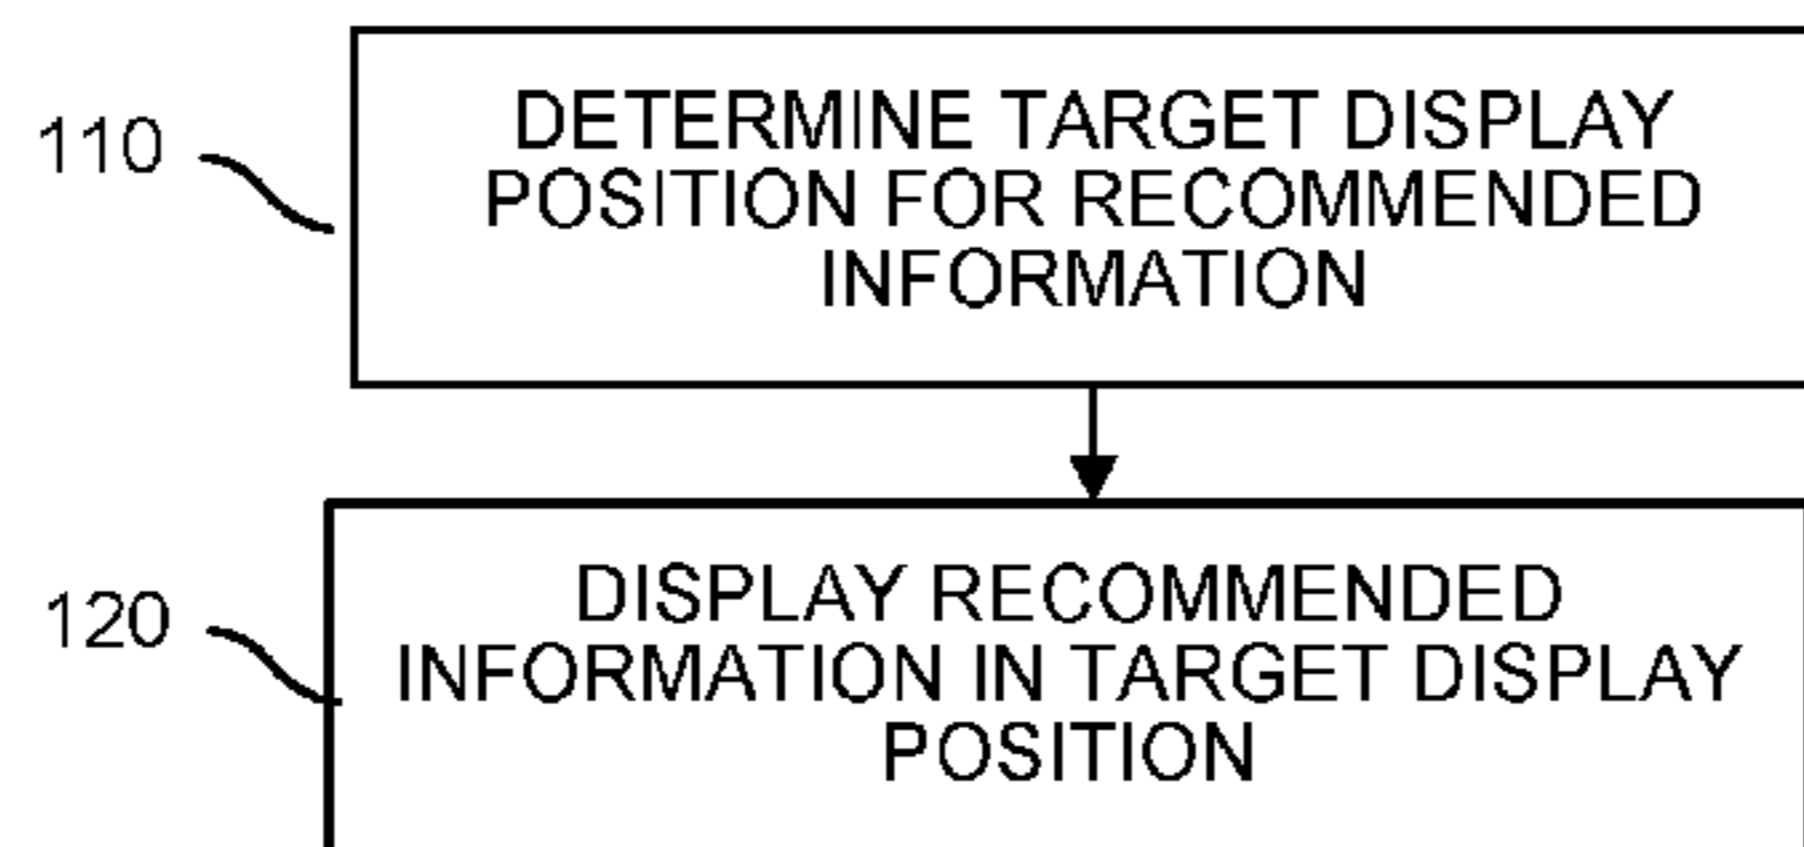 110
DETERMINE TARGET DISPLAY
POSITION FOR RECOMMENDED
INFORMATION
120
DISPLAY RECOMMENDED
INFORMATION IN TARGET DISPLAY
POSITION